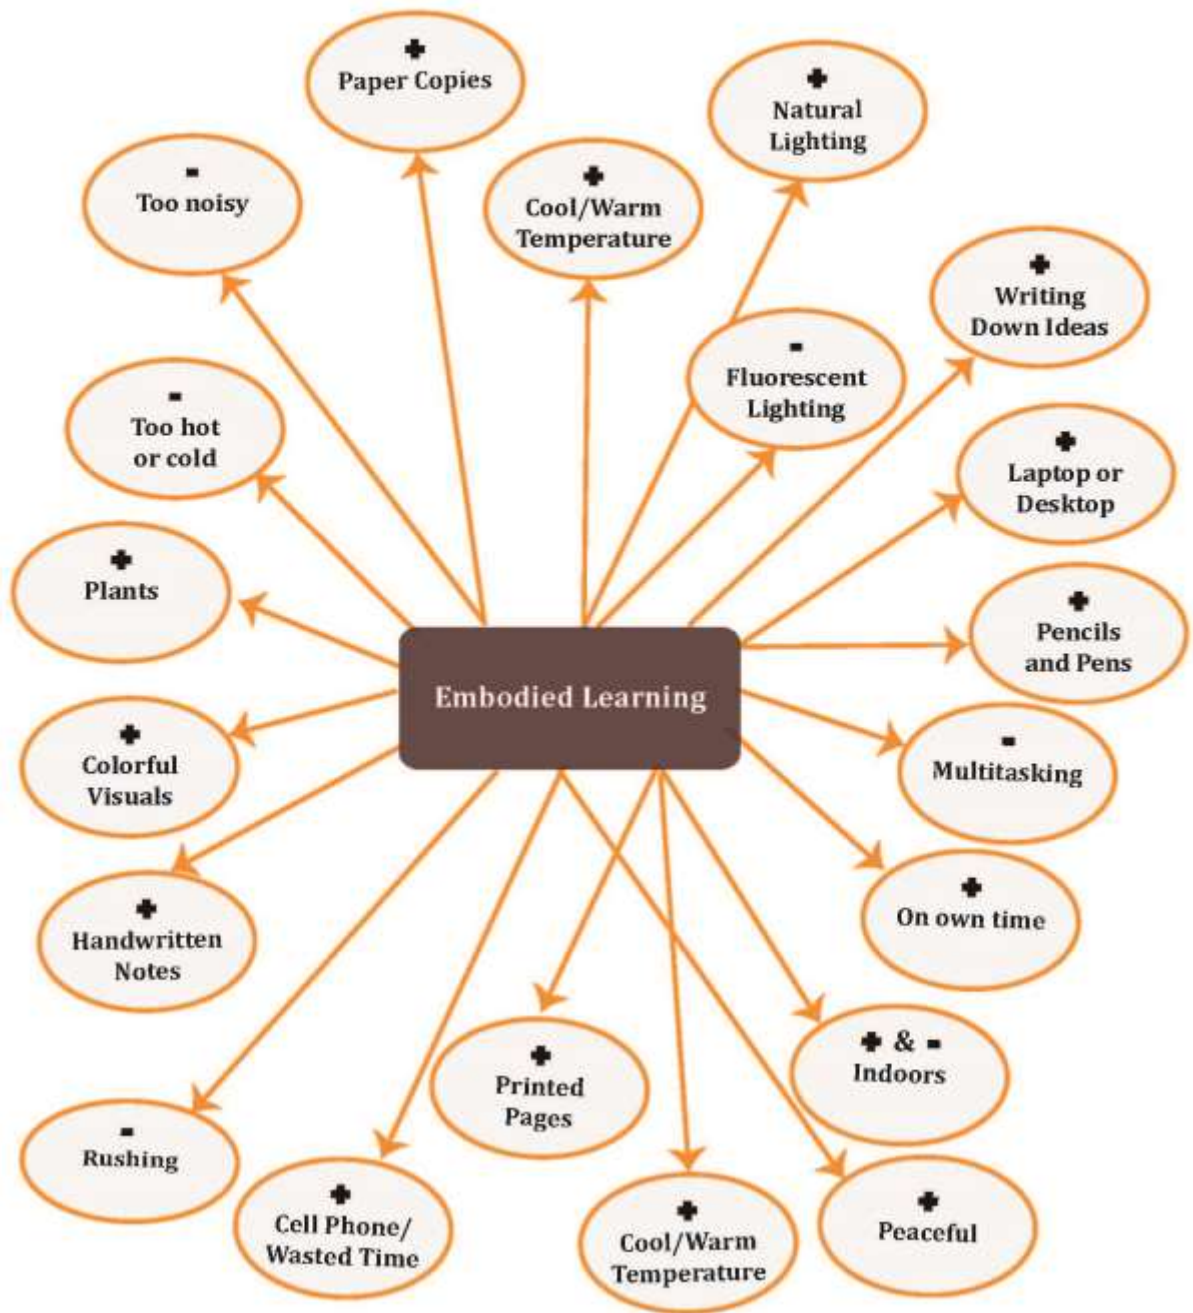 +
Paper Copies
+
Natural
Lighting
-
Too noisy
+
Cool/Warm
Temperature
+
Writing
Down Ideas
-
Fluorescent
Lighting
-
Too hot
or cold
+
Laptop or
Desktop
+
Plants
+
Pencils
and Pens
Embodied Learning
+
Colorful
Visuals
-
Multitasking
+
Handwritten
Notes
+
On own time
+ & -
Indoors
+
Printed
Pages
-
Rushing
+
Cell Phone/
Wasted Time
+
Cool/Warm
Temperature
+
Peaceful